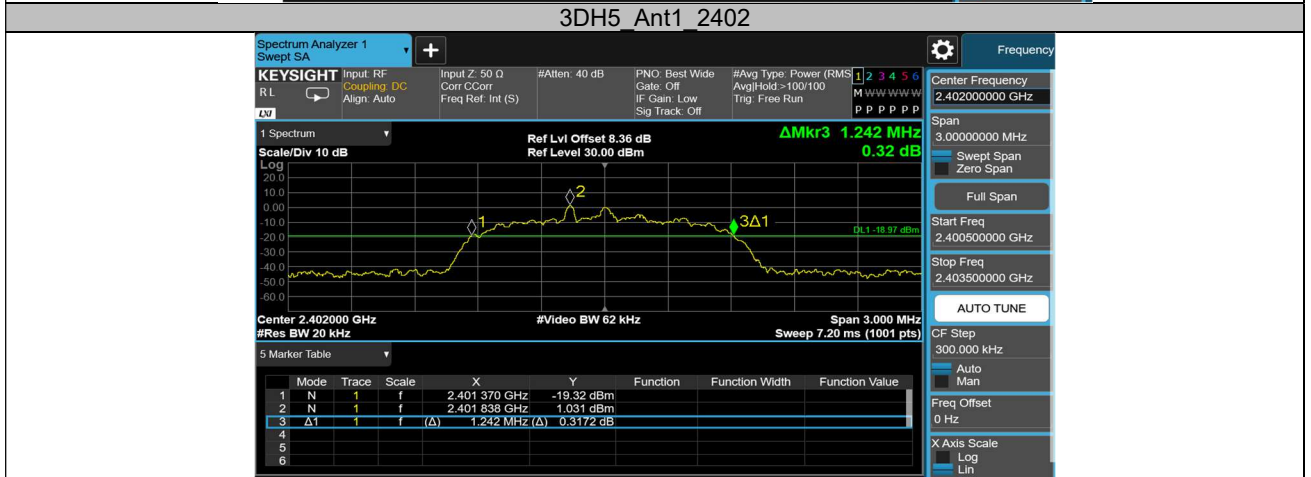 3DH5_Ant1_2402
Spectrum Analyzer 1
Swept SA
+
Frequency
KEYSIGHT
RL
LXI
Input: RF
Coupling: DC
Align: Auto
Input Z: 50 Ω
Corr CCorr
Freq Ref: Int (S)
#Atten: 40 dB
PNO: Best Wide
Gate: Off
IF Gain: Low
Sig Track: Off
#Avg Type: Power (RMS
Avg|Hold:>100/100
Trig: Free Run
1 2 3 4 5 6
M W W W W W
P P P P P P
Center Frequency
2.402000000 GHz
Span
3.00000000 MHz
Swept Span
Zero Span
Full Span
Start Freq
2.400500000 GHz
Stop Freq
2.403500000 GHz
AUTO TUNE
CF Step
300.000 kHz
Auto
Man
Freq Offset
0 Hz
X Axis Scale
Log
Lin
1 Spectrum
Scale/Div 10 dB
Ref Lvl Offset 8.36 dB
Ref Level 30.00 dBm
ΔMkr3 1.242 MHz
0.32 dB
Log
20.0
10.0
0.00
-10.0
-20.0
-30.0
-40.0
-50.0
-60.0
1
2
3Δ1
DL1 -18.97 dBm
Center 2.402000 GHz
#Video BW 62 kHz
Span 3.000 MHz
#Res BW 20 kHz
Sweep 7.20 ms (1001 pts)
5 Marker Table
Mode Trace Scale X Y Function Function Width Function Value
1 N 1 f 2.401 370 GHz -19.32 dBm
2 N 1 f 2.401 838 GHz 1.031 dBm
3 Δ1 1 f (Δ) 1.242 MHz (Δ) 0.3172 dB
4
5
6